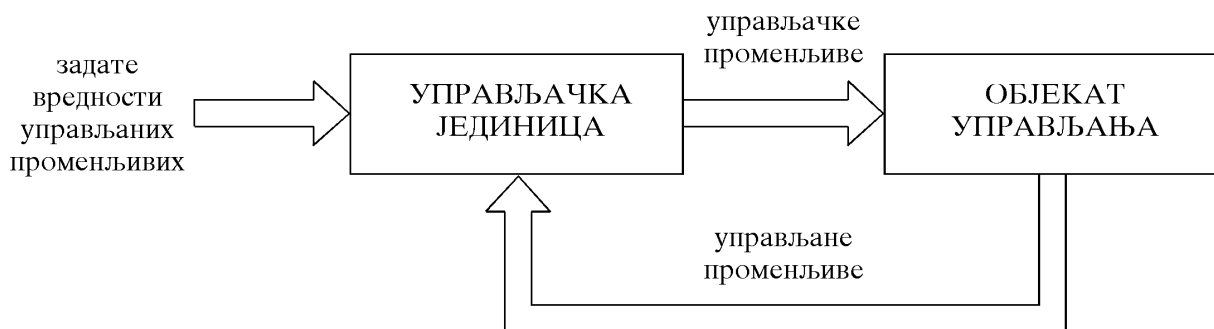 задате
вредности
управљаних
променљивих
УПРАВЉАЧКА
ЈЕДИНИЦА
управљачке
променљиве
ОБЈЕКАТ
УПРАВЉАЊА
управљане
променљиве